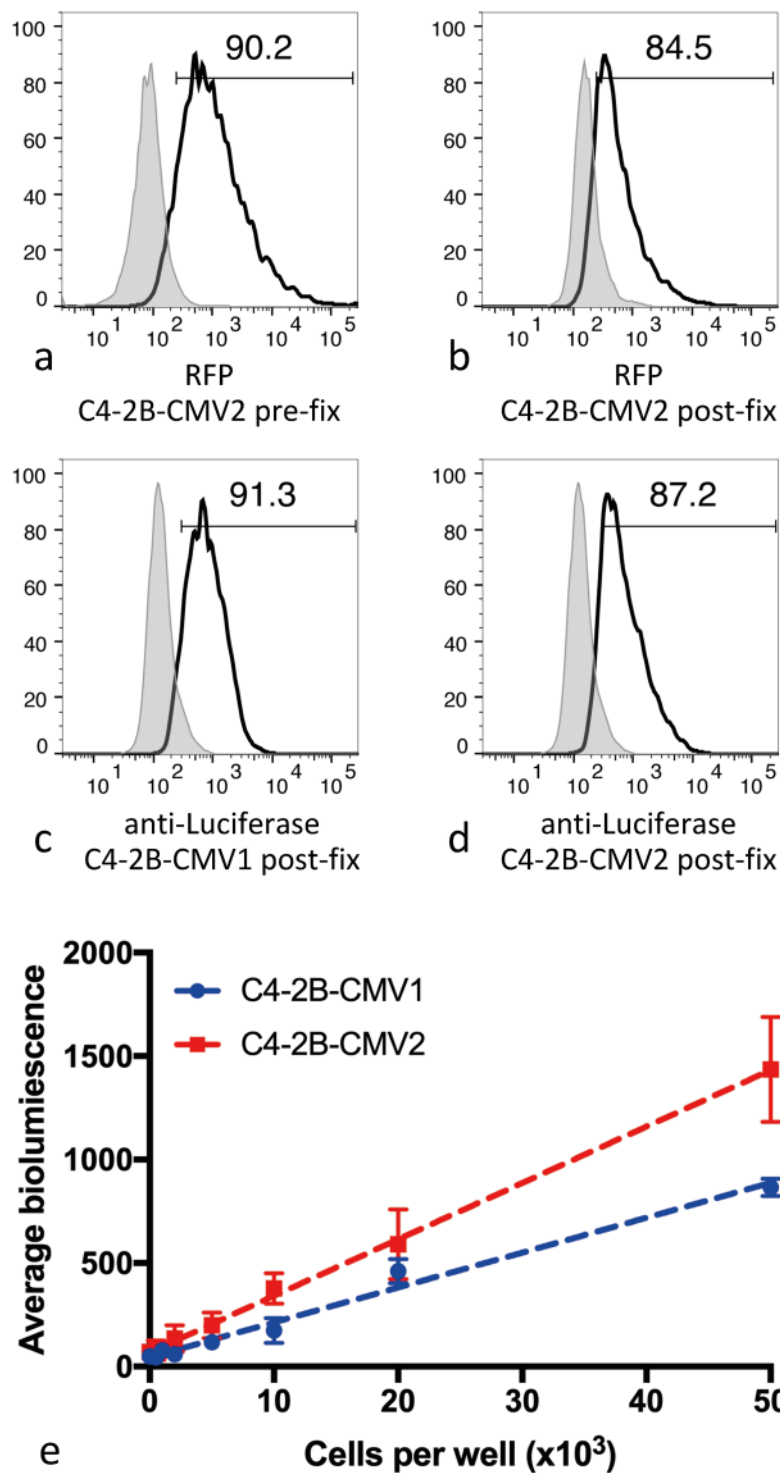 100
80
60
40
20
0
90.2
10^1 10^2 10^3 10^4 10^5
a
RFP
C4-2B-CMV2 pre-fix
100
80
60
40
20
0
84.5
10^1 10^2 10^3 10^4 10^5
b
RFP
C4-2B-CMV2 post-fix
100
80
60
40
20
0
91.3
10^1 10^2 10^3 10^4 10^5
c
anti-Luciferase
C4-2B-CMV1 post-fix
100
80
60
40
20
0
87.2
10^1 10^2 10^3 10^4 10^5
d
anti-Luciferase
C4-2B-CMV2 post-fix
Average biolumiescence
2000
1500
1000
500
0
C4-2B-CMV1
C4-2B-CMV2
0 10 20 30 40 50
e
Cells per well (x10^3)